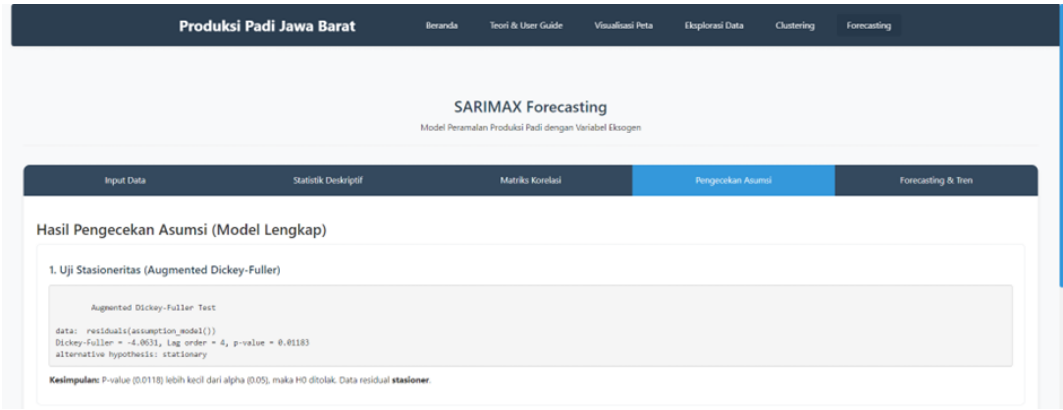 Produksi Padi Jawa Barat Beranda Teori & User Guide Visualisasi Peta Eksplorasi Data Clustering Forecasting
SARIMAX Forecasting
Model Peramalan Produksi Padi dengan Variabel Eksogen
Input Data Statistik Deskriptif Matriks Korelasi Pengecekan Asumsi Forecasting & Tren
Hasil Pengecekan Asumsi (Model Lengkap)
1. Uji Stasioneritas (Augmented Dickey-Fuller)
Augmented Dickey-Fuller Test
data: residuals(assumption_model())
Dickey-Fuller = -4.0631, Lag order = 4, p-value = 0.01183
alternative hypothesis: stationary
Kesimpulan: P-value (0.0118) lebih kecil dari alpha (0.05), maka H0 ditolak. Data residual stasioner.